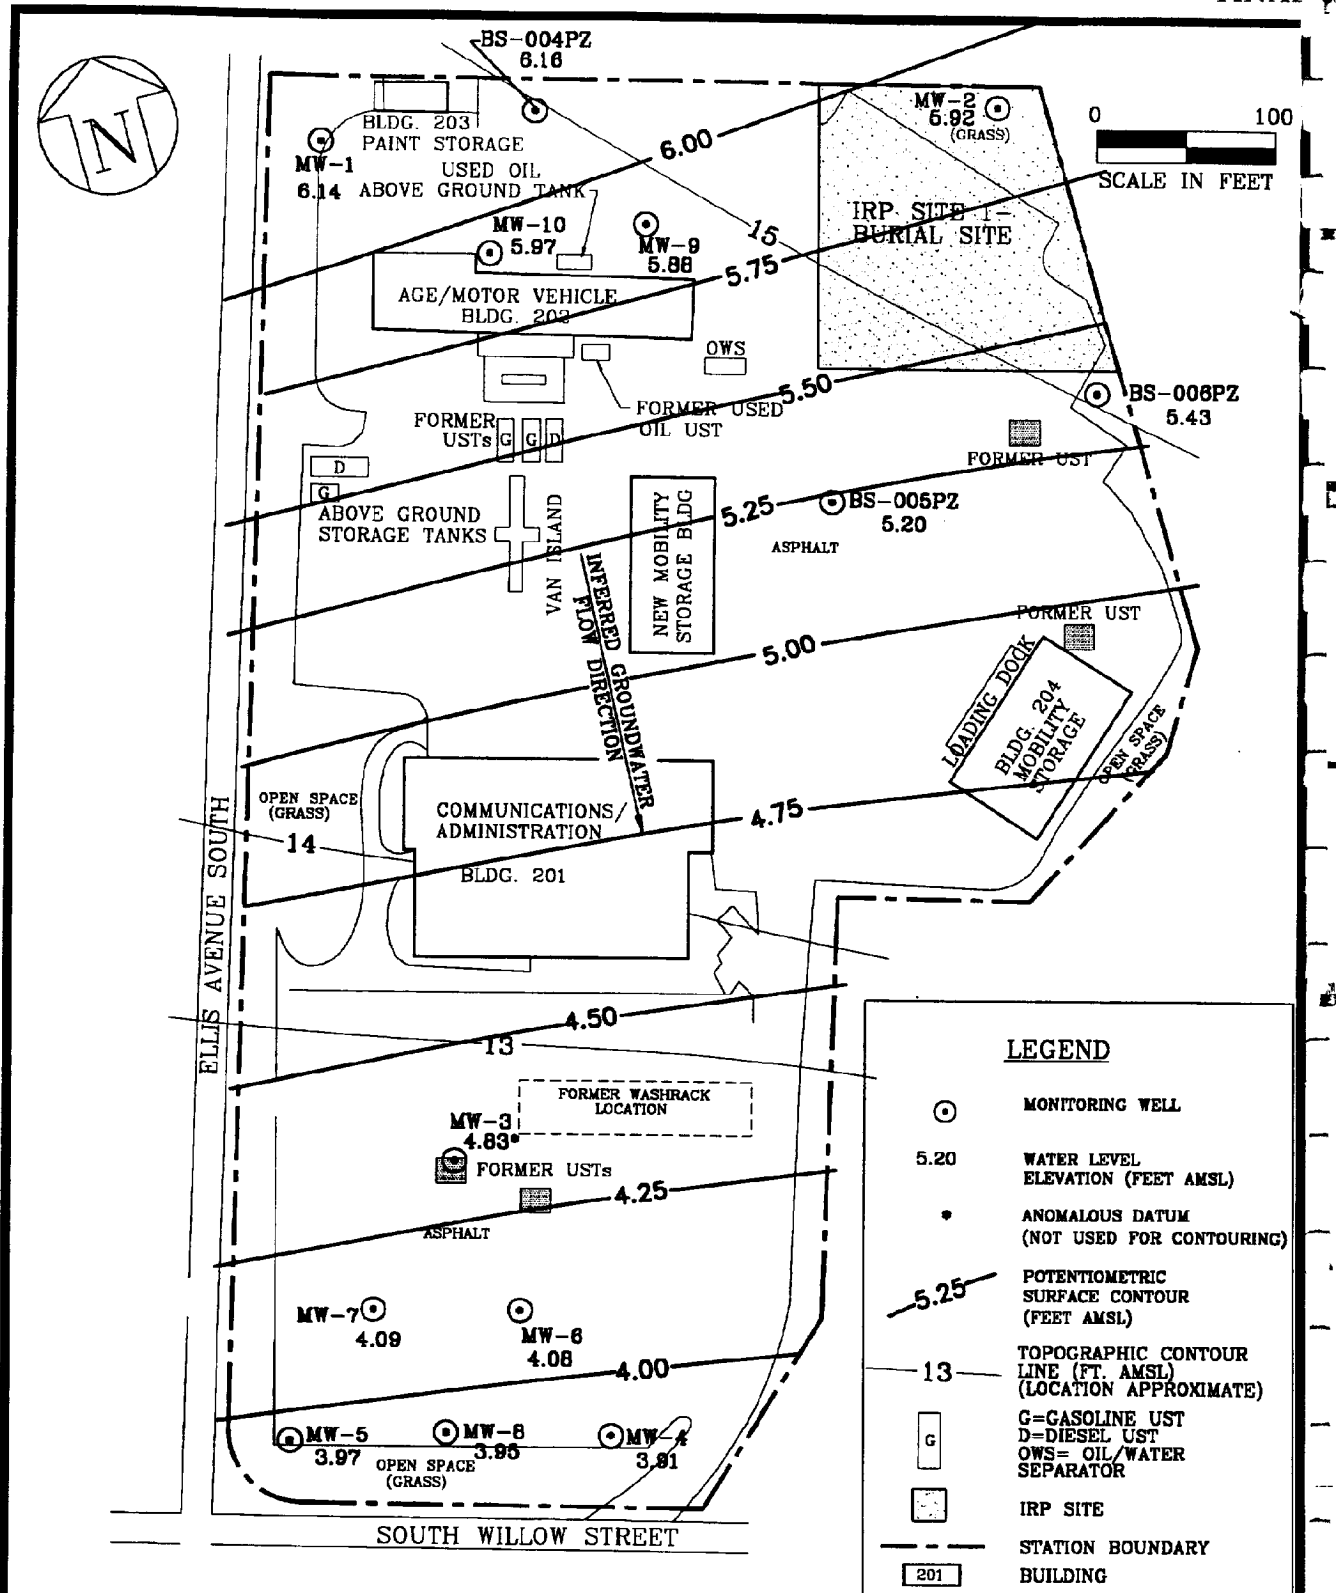 BS-004PZ
6.16
N
BLDG. 203
PAINT STORAGE
MW-1
6.14
USED OIL
ABOVE GROUND TANK
6.00
MW-2
5.92
(GRASS)
0 100
SCALE IN FEET
IRP SITE 1-
BURIAL SITE
MW-10
5.97
MW-9
5.88
15
5.75
AGE/MOTOR VEHICLE
BLDG. 202
OWS
5.50
BS-006PZ
5.43
FORMER USED
OIL UST
FORMER
USTs
G G D
D
G
ABOVE GROUND
STORAGE TANKS
VAN ISLAND
NEW MOBILITY
STORAGE BLDG
FORMER UST
5.25
BS-005PZ
5.20
ASPHALT
INFERRED GROUNDWATER
FLOW DIRECTION
5.00
FORMER UST
LOADING DOCK
BLDG. 204
MOBILITY
STORAGE
OPEN SPACE
(GRASS)
4.75
OPEN SPACE
(GRASS)
14
COMMUNICATIONS/
ADMINISTRATION
BLDG. 201
ELLIS AVENUE SOUTH
4.50
13
FORMER WASHRACK
LOCATION
MW-3
4.83*
FORMER USTs
4.25
ASPHALT
MW-7
4.09
MW-6
4.08
4.00
MW-5
3.97
MW-8
3.95
MW-4
3.91
OPEN SPACE
(GRASS)
SOUTH WILLOW STREET
LEGEND
MONITORING WELL
5.20 WATER LEVEL
ELEVATION (FEET AMSL)
* ANOMALOUS DATUM
(NOT USED FOR CONTOURING)
5.25 POTENTIOMETRIC
SURFACE CONTOUR
(FEET AMSL)
13 TOPOGRAPHIC CONTOUR
LINE (FT. AMSL)
(LOCATION APPROXIMATE)
G G=GASOLINE UST
D=DIESEL UST
OWS= OIL/WATER
SEPARATOR
IRP SITE
STATION BOUNDARY
201 BUILDING